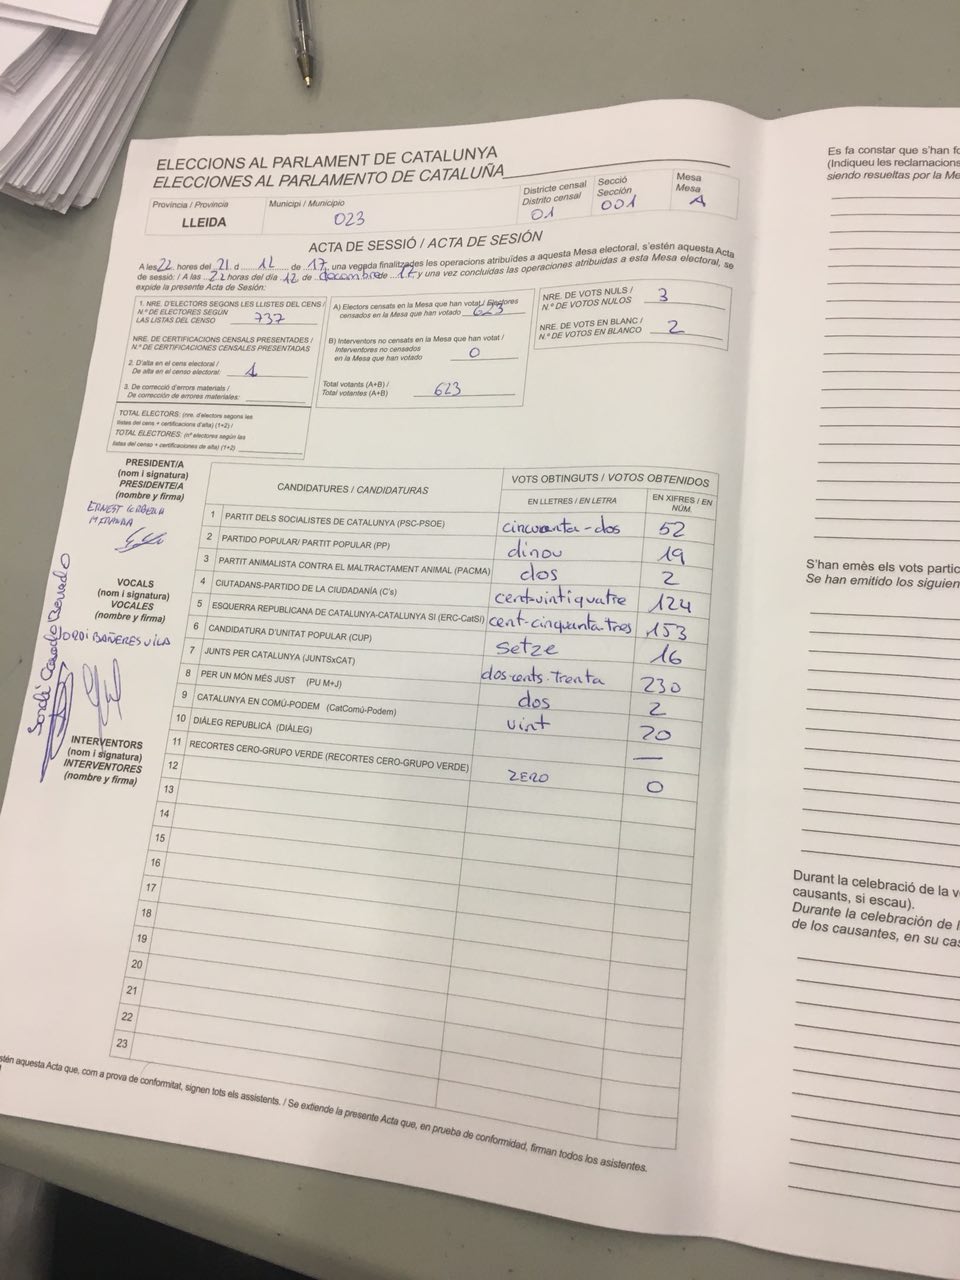 ELECCIONS AL PARLAMENT DE CATALUNYA
ELECCIONES AL PARLAMENTO DE CATALUÑA
Província / Provincia
LLEIDA
Municipi / Municipio
023
Districte censal
Distrito censal
01
Secció
Sección
001
Mesa
Mesa
A
ACTA DE SESSIÓ / ACTA DE SESIÓN
A les 22 hores del 21 d 12 de 17, una vegada finalitzades les operacions atribuïdes a aquesta Mesa electoral, s'estén aquesta Acta
de sessió: / A las 22 horas del día 12 de decembre de 17 y una vez concluidas las operaciones atribuidas a esta Mesa electoral, se
expide la presente Acta de Sesión:
1. NRE. D'ELECTORS SEGONS LES LLISTES DEL CENS /
N.º DE ELECTORES SEGÚN
LAS LISTAS DEL CENSO 737
NRE. DE CERTIFICACIONS CENSALS PRESENTADES /
N.º DE CERTIFICACIONES CENSALES PRESENTADAS
2. D'alta en el cens electoral /
De alta en el censo electoral: 1
3. De correcció d'errors materials /
De corrección de errores materiales:
TOTAL ELECTORS: (nre. d'electors segons les
llistes del cens + certificacions d'alta) (1+2) /
TOTAL ELECTORES: (nº electores según las
listas del censo + certificaciones de alta) (1+2)
A) Electors censats en la Mesa que han votat / Electores
censados en la Mesa que han votado 623
B) Interventors no censats en la Mesa que han votat /
Interventores no censados
en la Mesa que han votado 0
Total votants (A+B) /
Total votantes (A+B) 623
NRE. DE VOTS NULS /
N.º DE VOTOS NULOS 3
NRE. DE VOTS EN BLANC /
N.º DE VOTOS EN BLANCO 2
PRESIDENT/A
(nom i signatura)
PRESIDENTE/A
(nombre y firma)
ERNEST
VOCALS
(nom i signatura)
VOCALES
(nombre y firma)
JORDI BAÑERES VILA
INTERVENTORS
(nom i signatura)
INTERVENTORES
(nombre y firma)
CANDIDATURES / CANDIDATURAS
VOTS OBTINGUTS / VOTOS OBTENIDOS
EN LLETRES / EN LETRA
EN XIFRES / EN NÚM.
1 PARTIT DELS SOCIALISTES DE CATALUNYA (PSC-PSOE) cincuanta-dos 52
2 PARTIDO POPULAR/ PARTIT POPULAR (PP) dinou 19
3 PARTIT ANIMALISTA CONTRA EL MALTRACTAMENT ANIMAL (PACMA) dos 2
4 CIUTADANS-PARTIDO DE LA CIUDADANÍA (C's) cent-vintiquatre 124
5 ESQUERRA REPUBLICANA DE CATALUNYA-CATALUNYA SÍ (ERC-CatSí) cent-cinquanta-tres 153
6 CANDIDATURA D'UNITAT POPULAR (CUP) setze 16
7 JUNTS PER CATALUNYA (JUNTSxCAT) dos-cents-trenta 230
8 PER UN MÓN MÉS JUST (PU M+J) dos 2
9 CATALUNYA EN COMÚ-PODEM (CatComú-Podem) vint 20
10 DIÀLEG REPUBLICÀ (DIÀLEG) —
11 RECORTES CERO-GRUPO VERDE (RECORTES CERO-GRUPO VERDE) ZERO 0
12
13
14
15
16
17
18
19
20
21
22
23
stén aquesta Acta que, com a prova de conformitat, signen tots els assistents. / Se extiende la presente Acta que, en prueba de conformidad, firman todos los asistentes.
Es fa constar que s'han fo
(Indiqueu les reclamacions
siendo resueltas por la Me
S'han emès els vots partic
Se han emitido los siguien
Durant la celebració de la v
causants, si escau).
Durante la celebración de l
de los causantes, en su cas